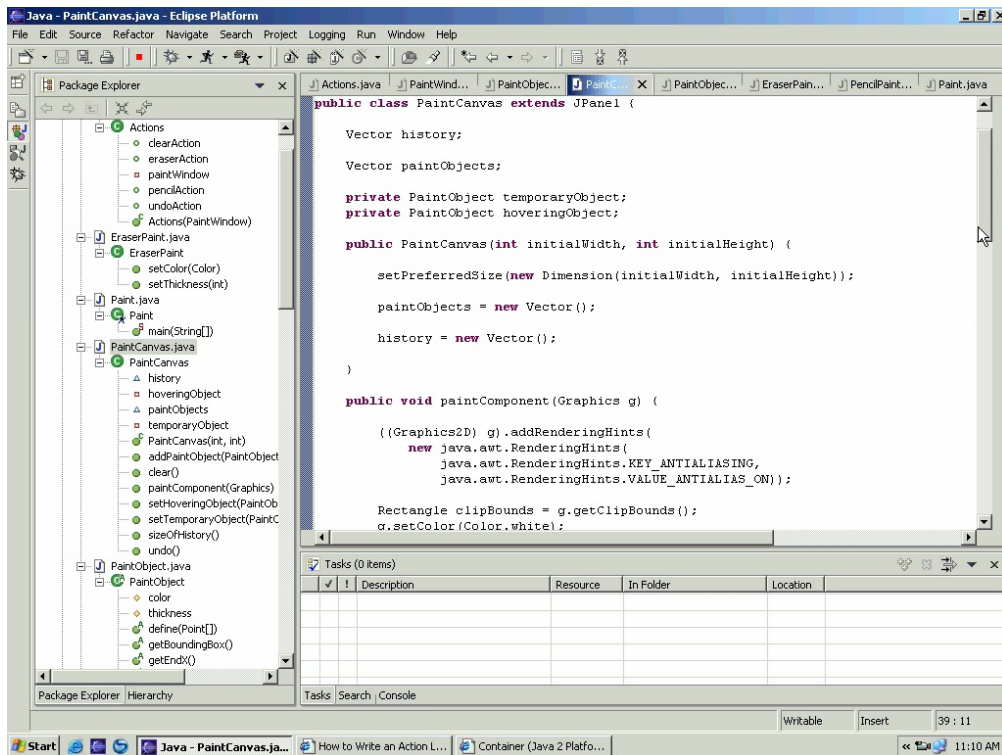 Java - PaintCanvas.java - Eclipse Platform
File Edit Source Refactor Navigate Search Project Logging Run Window Help
Package Explorer
Actions.java PaintWind... PaintObjec... PaintC... PaintObjec... EraserPain... PencilPaint... Paint.java
Actions
clearAction
eraserAction
paintWindow
pencilAction
undoAction
Actions(PaintWindow)
EraserPaint.java
EraserPaint
setColor(Color)
setThickness(int)
Paint.java
Paint
main(String[])
PaintCanvas.java
PaintCanvas
history
hoveringObject
paintObjects
temporaryObject
PaintCanvas(int, int)
addPaintObject(PaintObject
clear()
paintComponent(Graphics)
setHoveringObject(PaintOb
setTemporaryObject(PaintC
sizeOfHistory()
undo()
PaintObject.java
PaintObject
color
thickness
define(Point[])
getBoundingBox()
getEndX()
Package Explorer Hierarchy
public class PaintCanvas extends JPanel {
Vector history;
Vector paintObjects;
private PaintObject temporaryObject;
private PaintObject hoveringObject;
public PaintCanvas(int initialWidth, int initialHeight) {
setPreferredSize(new Dimension(initialWidth, initialHeight));
paintObjects = new Vector();
history = new Vector();
}
public void paintComponent(Graphics g) {
((Graphics2D) g).addRenderingHints(
new java.awt.RenderingHints(
java.awt.RenderingHints.KEY_ANTIALIASING,
java.awt.RenderingHints.VALUE_ANTIALIAS_ON));
Rectangle clipBounds = g.getClipBounds();
g.setColor(Color.white);
Tasks (0 items)
✓ ! Description Resource In Folder Location
Tasks Search Console
Writable Insert 39 : 11
Start Java - PaintCanvas.ja... How to Write an Action L... Container (Java 2 Platfo... « 11:10 AM